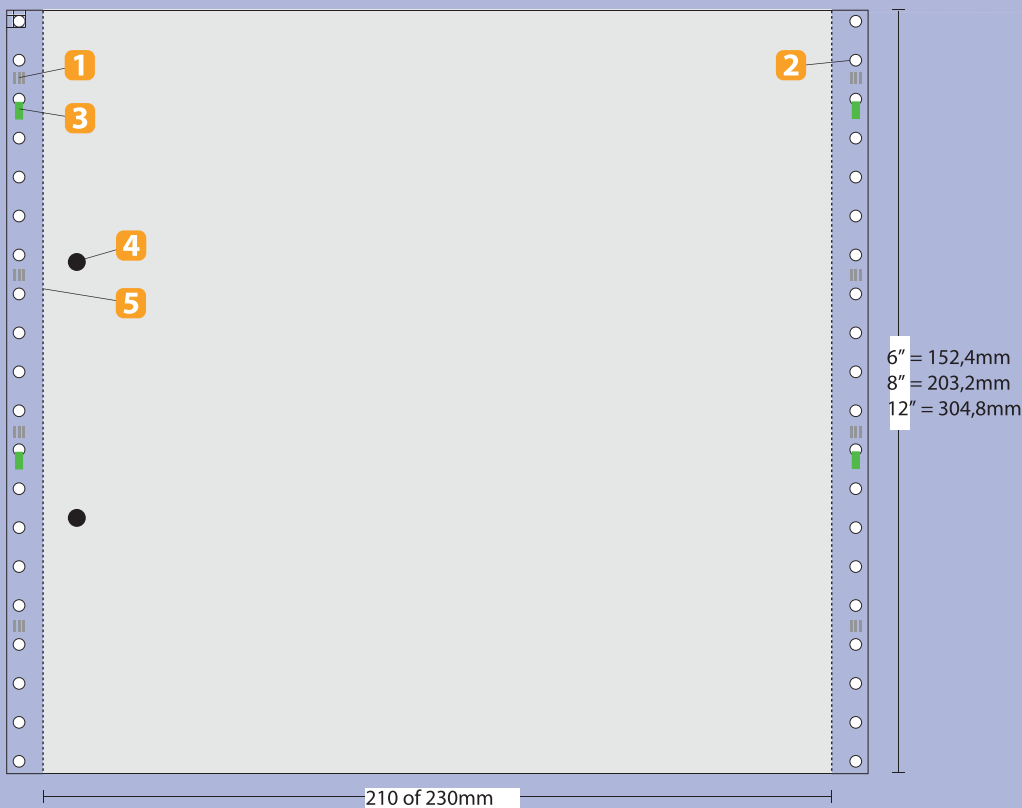 1
2
3
4
5
6” = 152,4mm
8” = 203,2mm
12” = 304,8mm
210 of 230mm